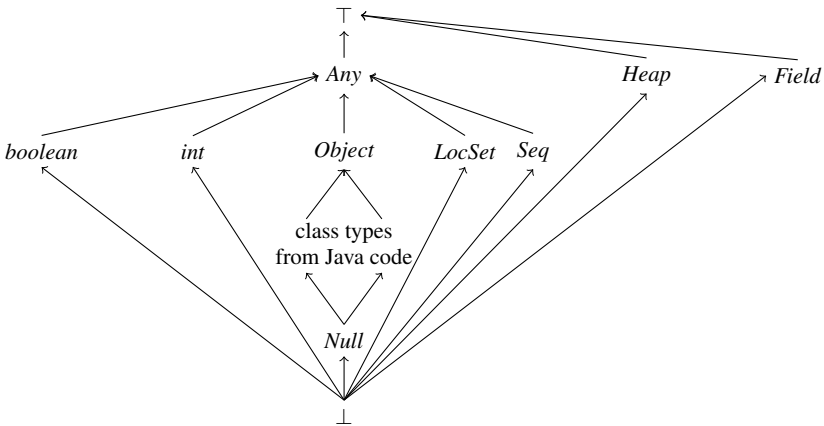 ⊤
Any
Heap
Field
boolean
int
Object
LocSet
Seq
class types
from Java code
Null
⊥